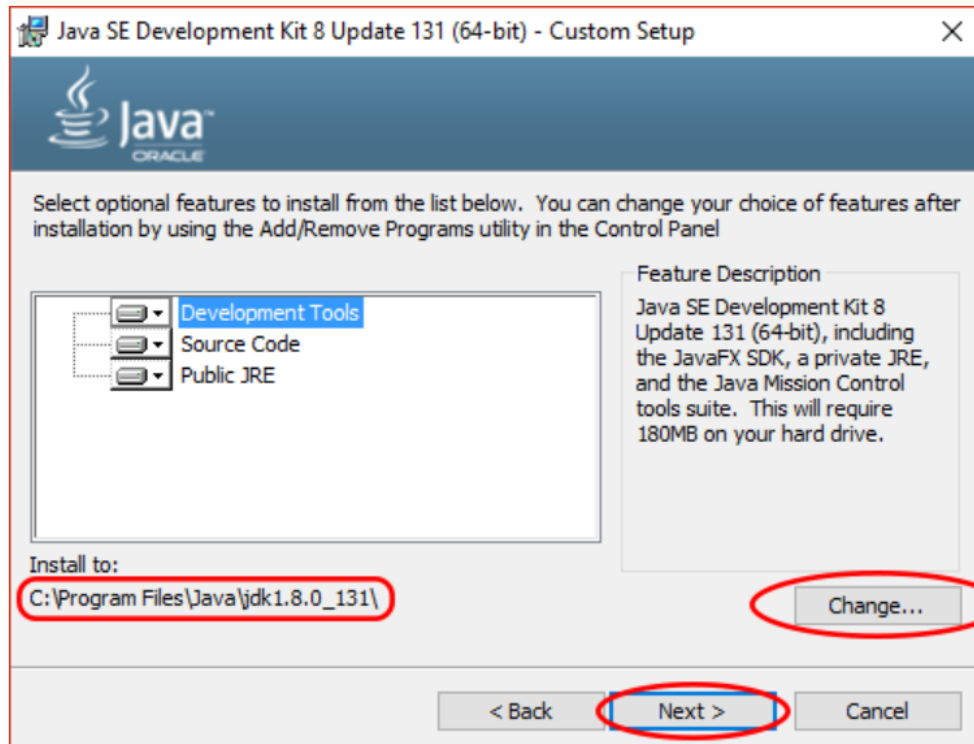 Java SE Development Kit 8 Update 131 (64-bit) - Custom Setup
Java™
ORACLE
Select optional features to install from the list below.  You can change your choice of features after
installation by using the Add/Remove Programs utility in the Control Panel
Development Tools
Source Code
Public JRE
Feature Description
Java SE Development Kit 8
Update 131 (64-bit), including
the JavaFX SDK, a private JRE,
and the Java Mission Control
tools suite.  This will require
180MB on your hard drive.
Install to:
C:\Program Files\Java\jdk1.8.0_131\
Change...
< Back
Next >
Cancel